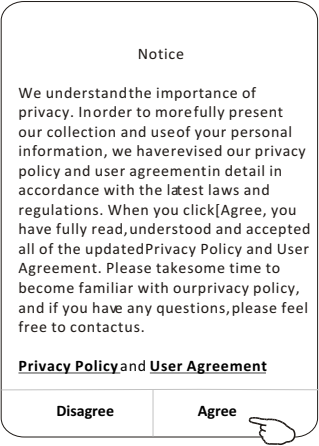 Notice
We understandthe importance of
privacy. Inorder to morefully present
our collection and useof your personal
information, we haverevised our privacy
policy and user agreementin detail in
accordance with the latest laws and
regulations. When you click[Agree, you
have fully read,understood and accepted
all of the updatedPrivacy Policy and User
Agreement. Please takesome time to
become familiar with ourprivacy policy,
and if you have any questions,please feel
free to contactus.
Privacy Policy and User Agreement
Disagree Agree